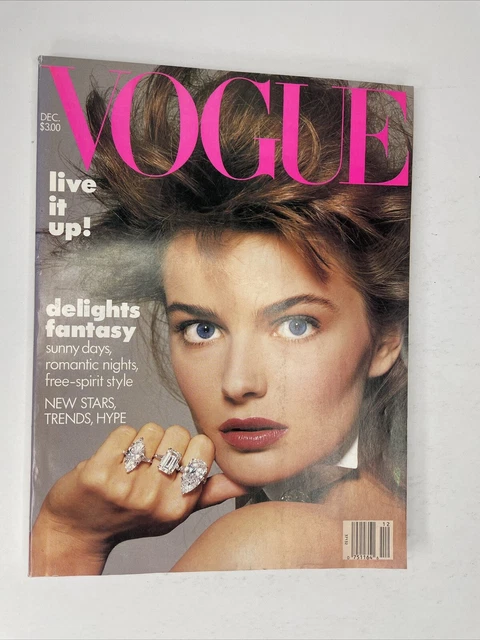 VOGUE
DEC.
$3.00
live
it
up!
delights
fantasy
sunny days,
romantic nights,
free-spirit style
NEW STARS,
TRENDS, HYPE
12